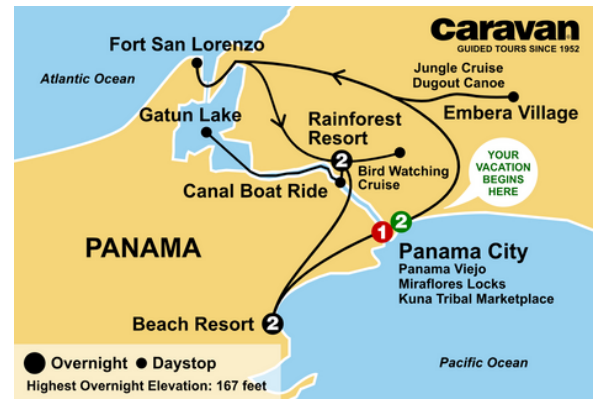 Caravan
GUIDED TOURS SINCE 1952
Fort San Lorenzo
Atlantic Ocean
Jungle Cruise
Dugout Canoe
Embera Village
Gatun Lake
Rainforest
Resort
2
Bird Watching
Cruise
YOUR
VACATION
BEGINS
HERE
Canal Boat Ride
1
2
PANAMA
Panama City
Panama Viejo
Miraflores Locks
Kuna Tribal Marketplace
Beach Resort
2
Overnight Daystop
Highest Overnight Elevation: 167 feet
Pacific Ocean